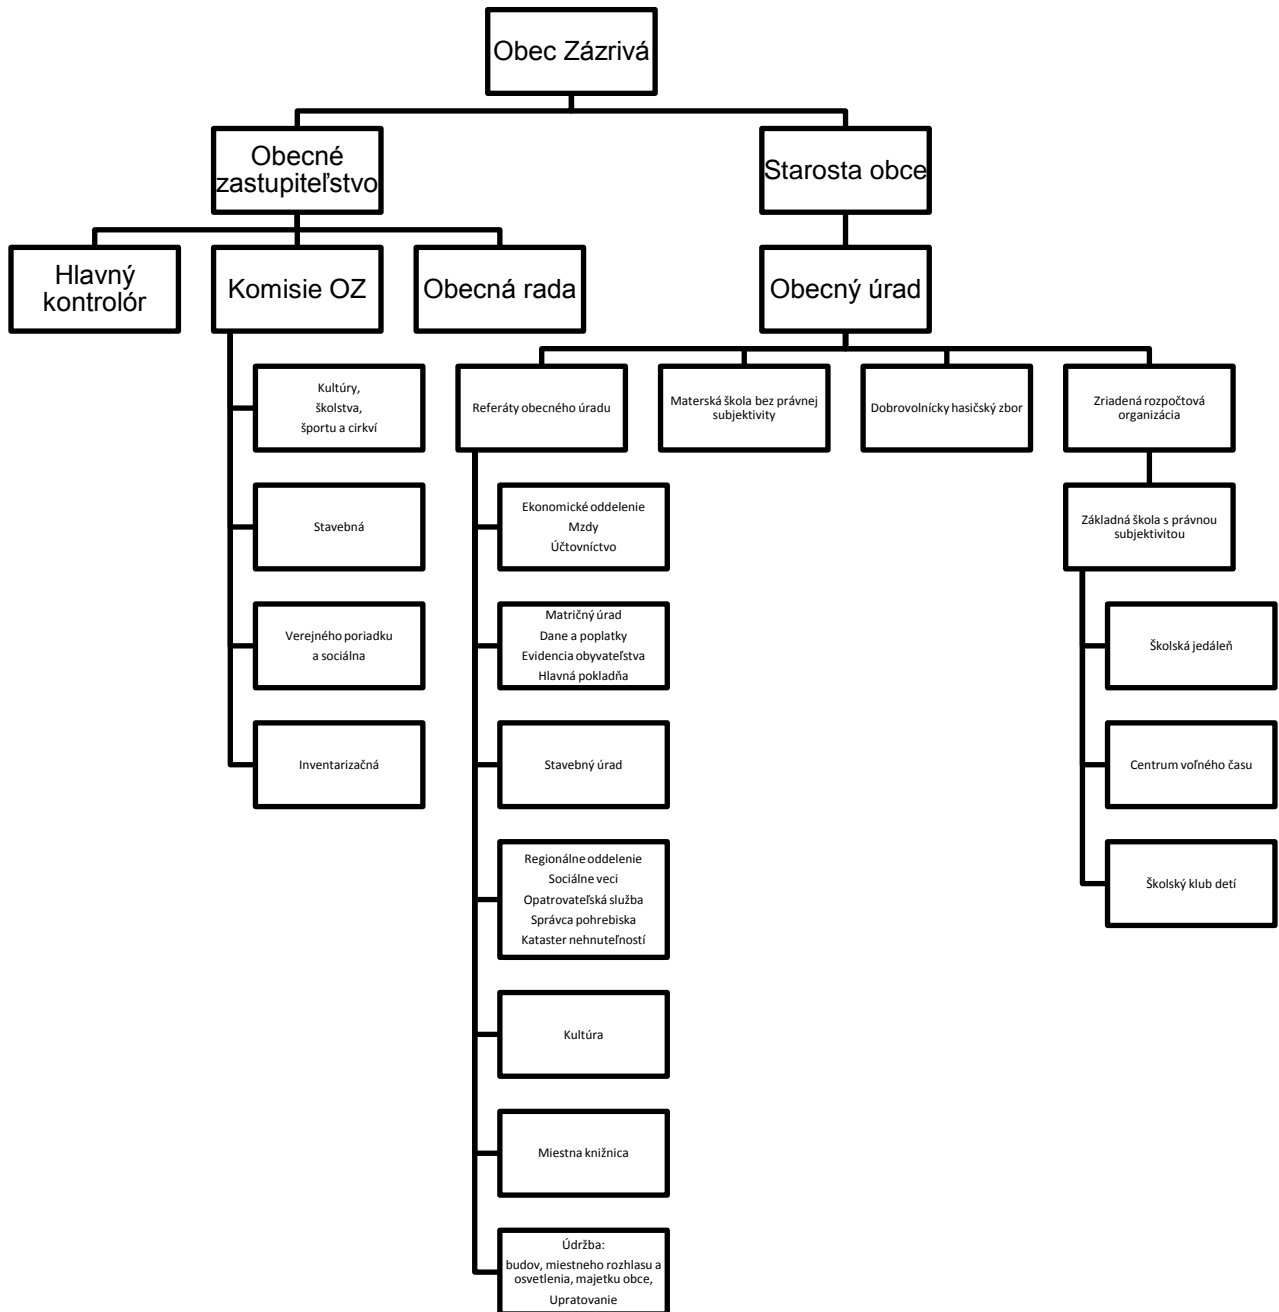 Obec Zázrivá
Obecné
zastupiteľstvo
Starosta obce
Hlavný
kontrolór
Komisie OZ
Obecná rada
Obecný úrad
Kultúry,
školstva,
športu a cirkví
Referáty obecného úradu
Materská škola bez právnej
subjektivity
Dobrovolnícky hasičský zbor
Zriadená rozpočtová
organizácia
Stavebná
Ekonomické oddelenie
Mzdy
Účtovníctvo
Základná škola s právnou
subjektivitou
Verejného poriadku
a sociálna
Matričný úrad
Dane a poplatky
Evidencia obyvateľstva
Hlavná pokladňa
Školská jedáleň
Inventarizačná
Stavebný úrad
Centrum voľného času
Regionálne oddelenie
Sociálne veci
Opatrovateľská služba
Správca pohrebiska
Kataster nehnuteľností
Školský klub detí
Kultúra
Miestna knižnica
Údržba:
budov, miestneho rozhlasu a
osvetlenia, majetku obce,
Upratovanie